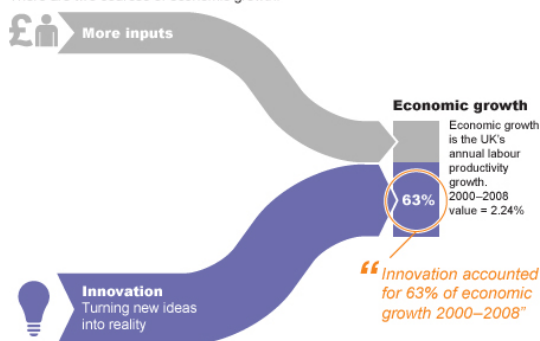 More inputs
Economic growth
Economic growth
is the UK's
annual labour
productivity
growth.
2000–2008
value = 2.24%
63%
“Innovation accounted
for 63% of economic
growth 2000–2008”
Innovation
Turning new ideas
into reality
£